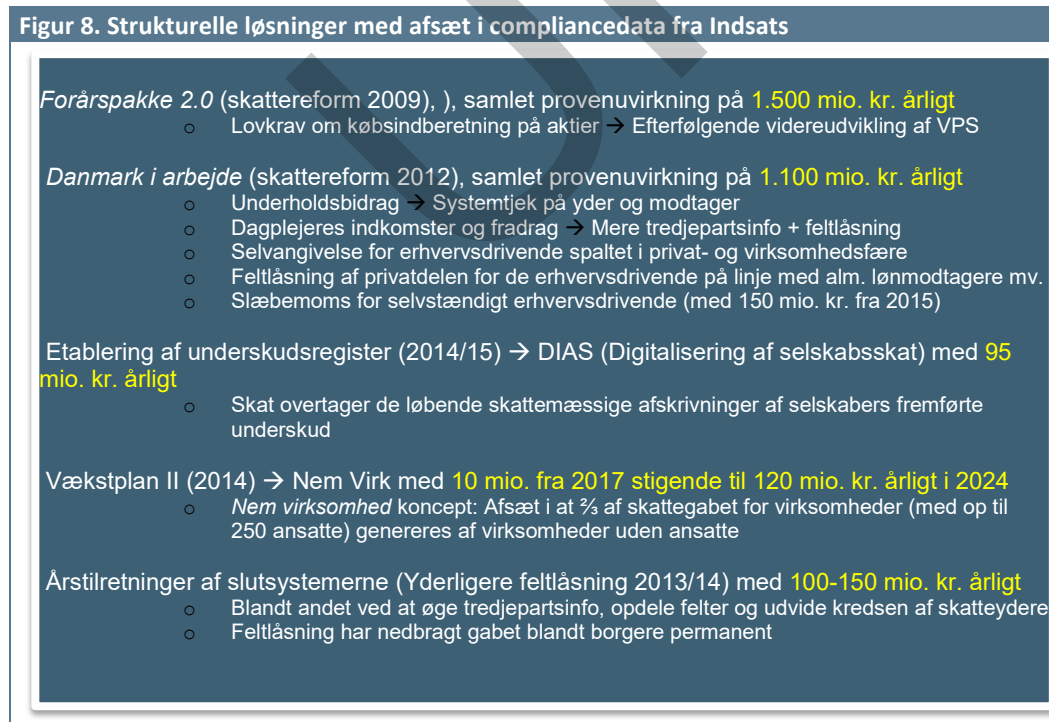 Figur 8. Strukturelle løsninger med afsæt i compliancedata fra Indsats
Forårspakke 2.0 (skattereform 2009), ), samlet provenuvirkning på 1.500 mio. kr. årligt
o Lovkrav om købsindberetning på aktier → Efterfølgende videreudvikling af VPS
Danmark i arbejde (skattereform 2012), samlet provenuvirkning på 1.100 mio. kr. årligt
o Underholdsbidrag → Systemtjek på yder og modtager
o Dagplejeres indkomster og fradrag → Mere tredjepartsinfo + feltlåsning
o Selvangivelse for erhvervsdrivende spaltet i privat- og virksomhedsfære
o Feltlåsning af privatdelen for de erhvervsdrivende på linje med alm. lønmodtagere mv.
o Slæbemoms for selvstændigt erhvervsdrivende (med 150 mio. kr. fra 2015)
Etablering af underskudsregister (2014/15) → DIAS (Digitalisering af selskabsskat) med 95
mio. kr. årligt
o Skat overtager de løbende skattemæssige afskrivninger af selskabers fremførte
underskud
Vækstplan II (2014) → Nem Virk med 10 mio. fra 2017 stigende til 120 mio. kr. årligt i 2024
o Nem virksomhed koncept: Afsæt i at ⅔ af skattegabet for virksomheder (med op til
250 ansatte) genereres af virksomheder uden ansatte
Årstilretninger af slutsystemerne (Yderligere feltlåsning 2013/14) med 100-150 mio. kr. årligt
o Blandt andet ved at øge tredjepartsinfo, opdele felter og udvide kredsen af skatteydere
o Feltlåsning har nedbragt gabet blandt borgere permanent